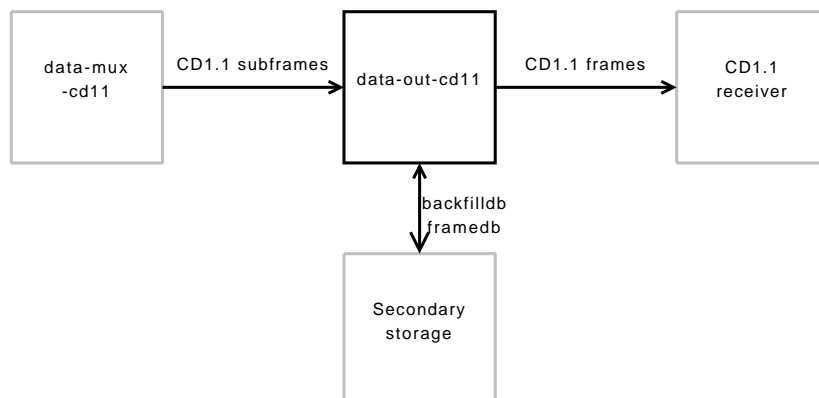 data-mux
-cd11
CD1.1 subframes
data-out-cd11
CD1.1 frames
CD1.1
receiver
backfilldb
framedb
Secondary
storage